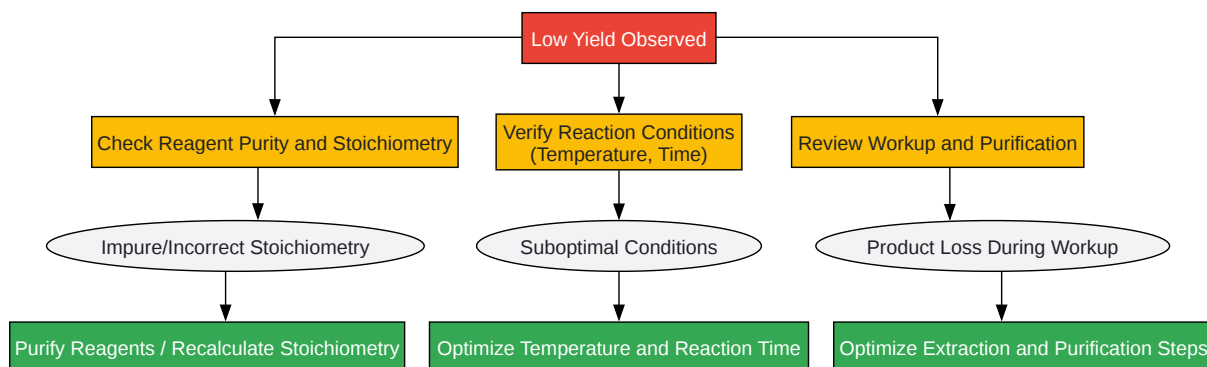 Low Yield Observed
Check Reagent Purity and Stoichiometry
Verify Reaction Conditions
(Temperature, Time)
Review Workup and Purification
Impure/Incorrect Stoichiometry
Suboptimal Conditions
Product Loss During Workup
Purify Reagents / Recalculate Stoichiometry
Optimize Temperature and Reaction Time
Optimize Extraction and Purification Steps